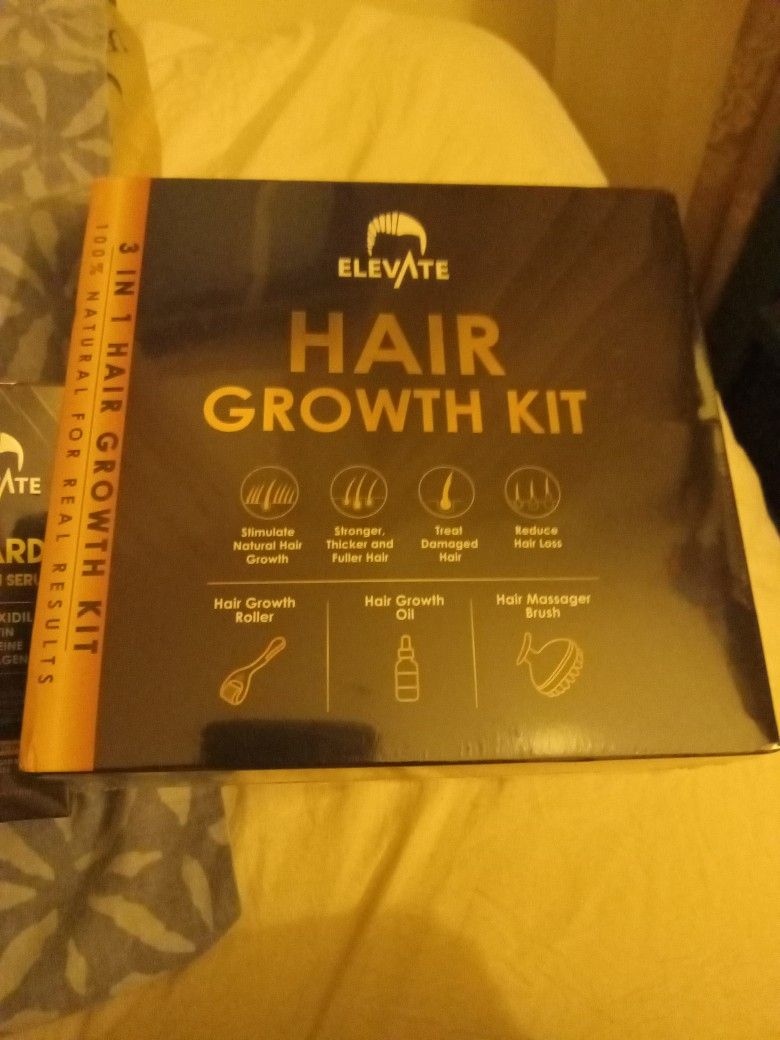 ELEVATE
HAIR
GROWTH KIT
Stimulate
Natural Hair
Growth
Stronger,
Thicker and
Fuller Hair
Treat
Damaged
Hair
Reduce
Hair Loss
Hair Growth
Roller
Hair Growth
Oil
Hair Massager
Brush
3 IN 1 HAIR GROWTH KIT
100% NATURAL FOR REAL RESULTS